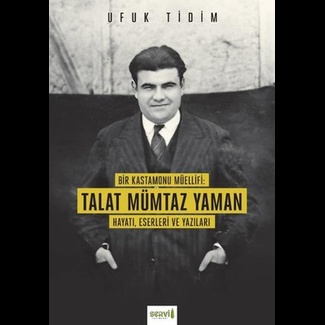 UFUK TİDİM
BİR KASTAMONU MÜELLİFİ:
TALAT MÜMTAZ YAMAN
HAYATI, ESERLERİ VE YAZILARI
SERVİ